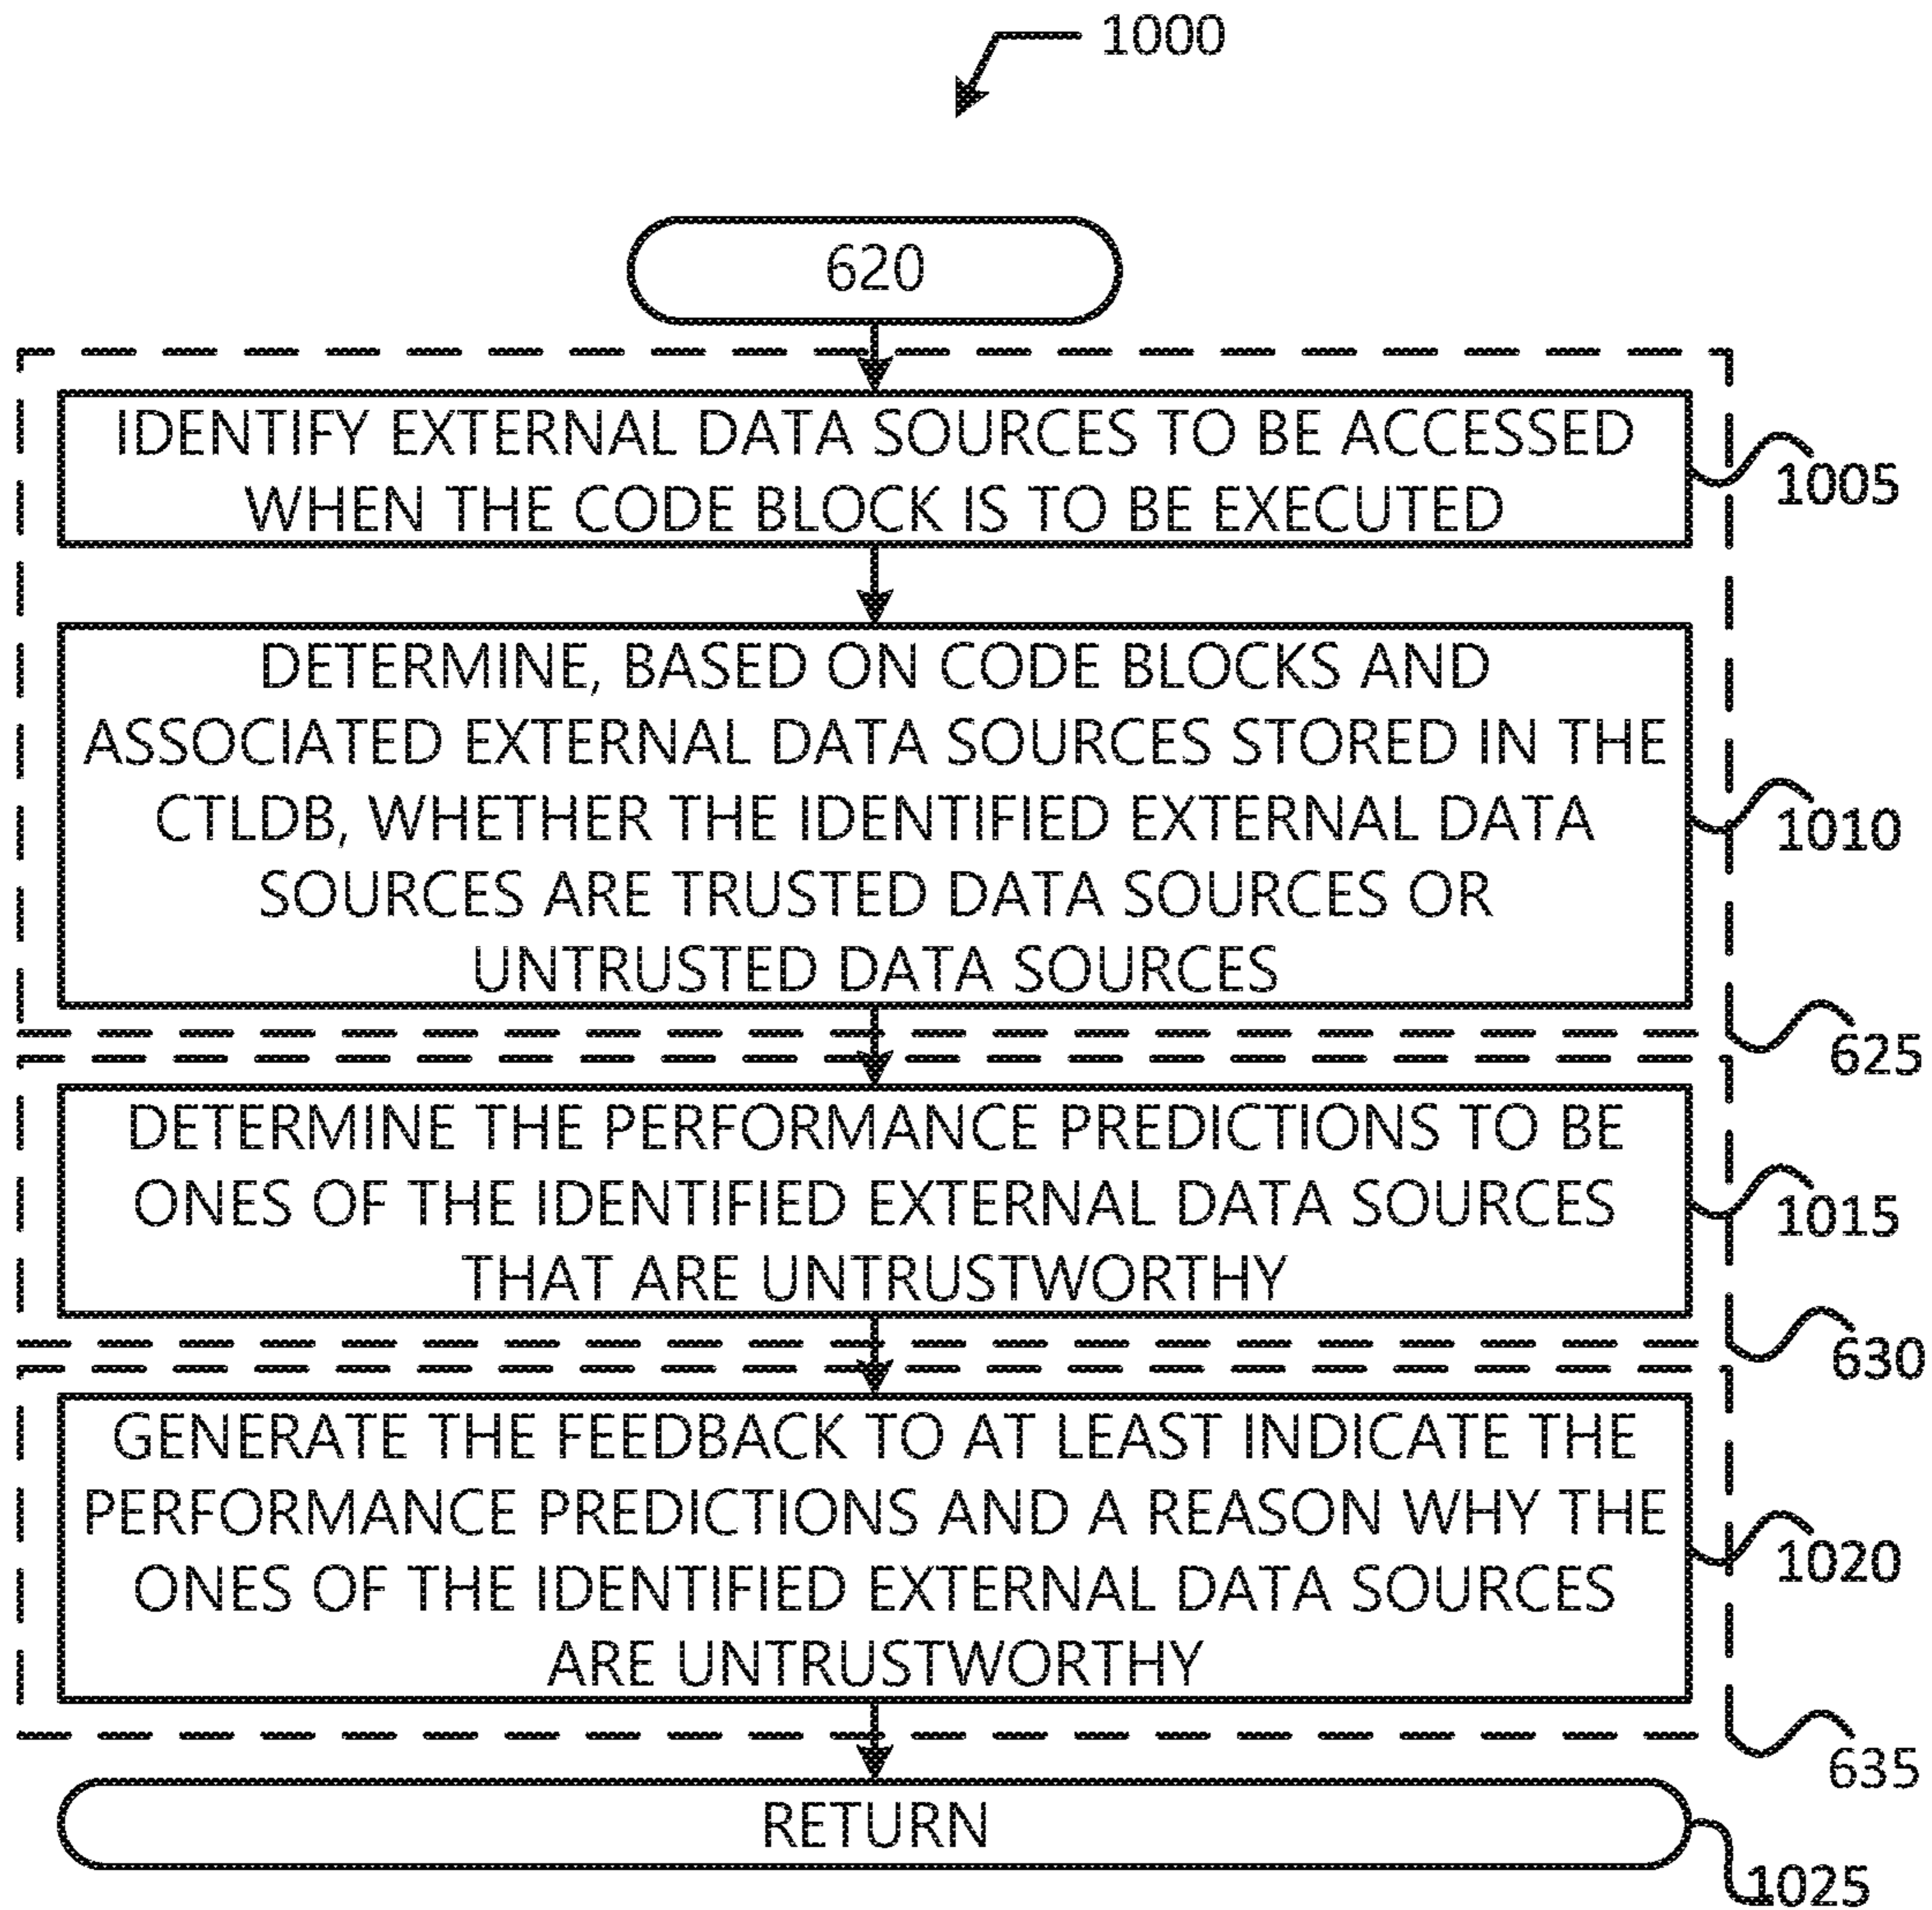 1000
620
IDENTIFY EXTERNAL DATA SOURCES TO BE ACCESSED
WHEN THE CODE BLOCK IS TO BE EXECUTED
1005
DETERMINE, BASED ON CODE BLOCKS AND
ASSOCIATED EXTERNAL DATA SOURCES STORED IN THE
CTLDB, WHETHER THE IDENTIFIED EXTERNAL DATA
SOURCES ARE TRUSTED DATA SOURCES OR
UNTRUSTED DATA SOURCES
1010
625
DETERMINE THE PERFORMANCE PREDICTIONS TO BE
ONES OF THE IDENTIFIED EXTERNAL DATA SOURCES
THAT ARE UNTRUSTWORTHY
1015
630
GENERATE THE FEEDBACK TO AT LEAST INDICATE THE
PERFORMANCE PREDICTIONS AND A REASON WHY THE
ONES OF THE IDENTIFIED EXTERNAL DATA SOURCES
ARE UNTRUSTWORTHY
1020
635
RETURN
1025